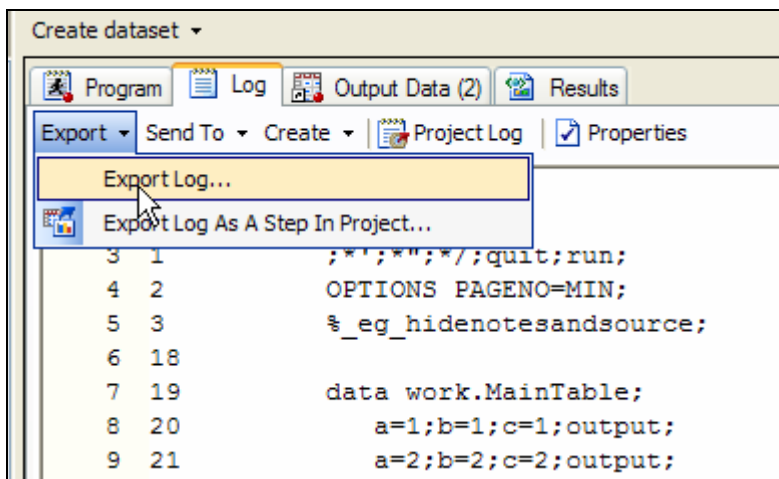 Create dataset
Program Log Output Data (2) Results
Export Send To Create Project Log Properties
Export Log...
Export Log As A Step In Project...
3 1 ;*';*";*/;quit;run;
4 2 OPTIONS PAGENO=MIN;
5 3 %_eg_hidenotesandsource;
6 18
7 19 data work.MainTable;
8 20 a=1;b=1;c=1;output;
9 21 a=2;b=2;c=2;output;